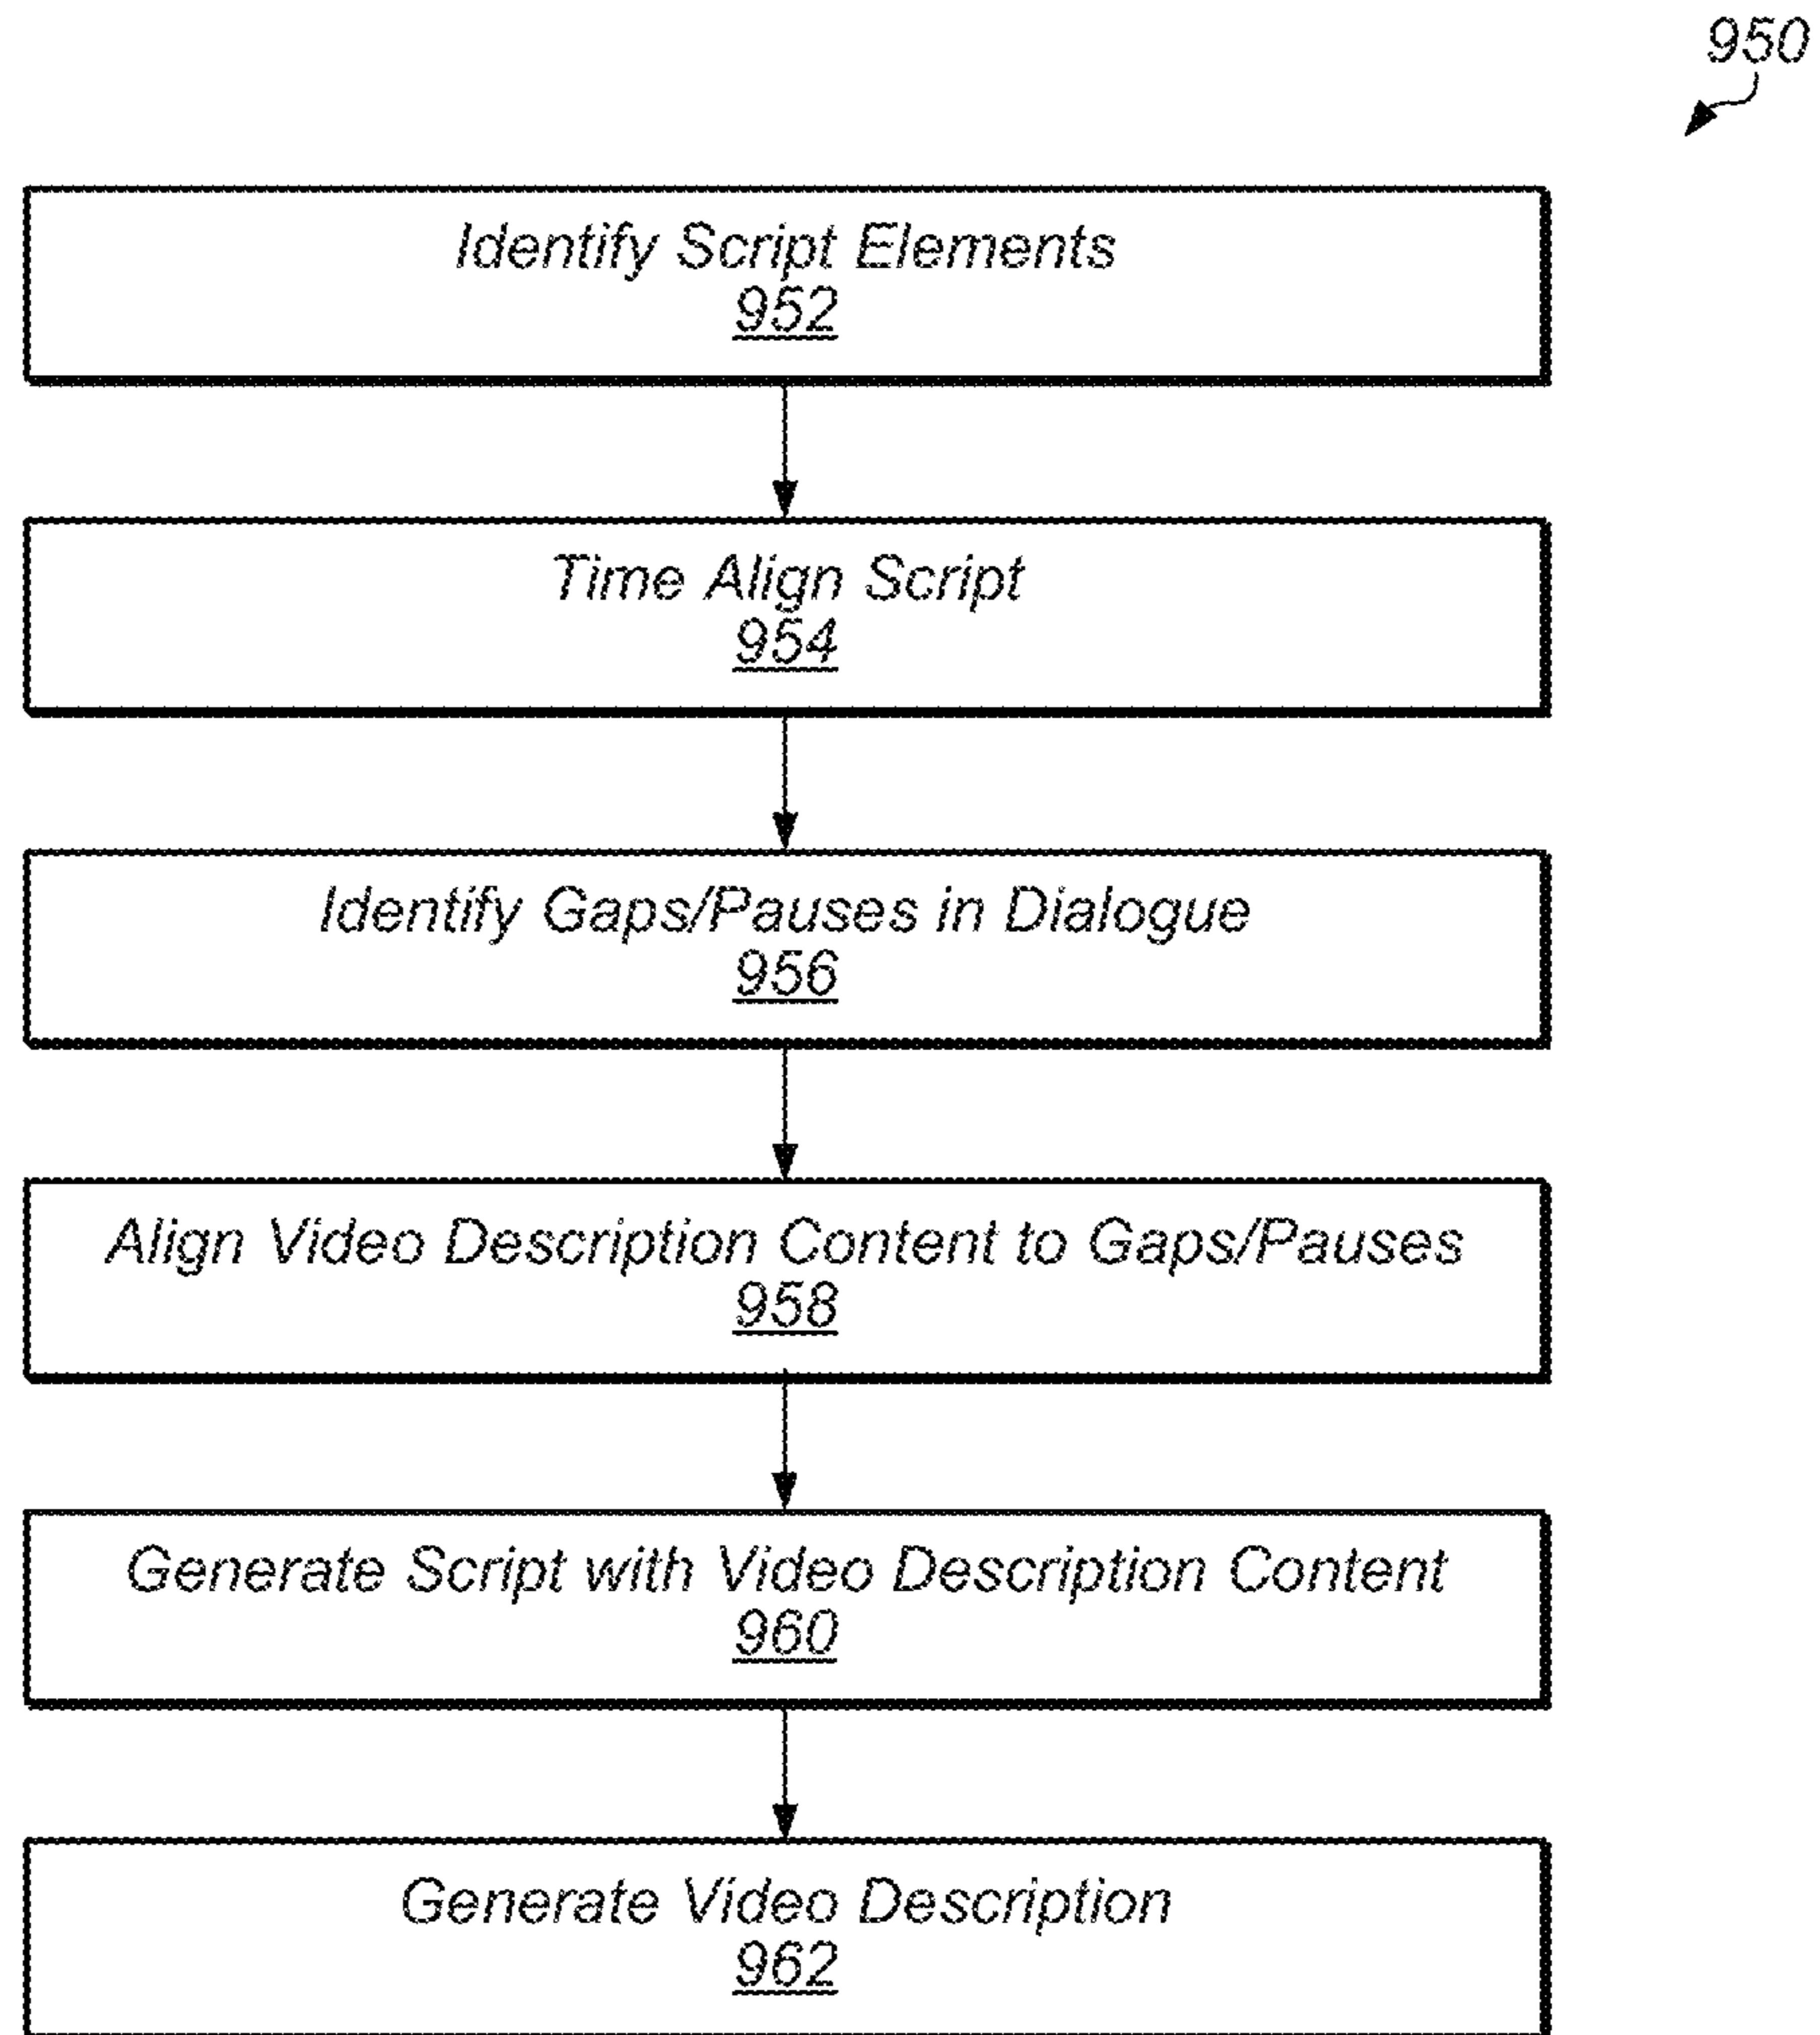 950
Identify Script Elements
952
Time Align Script
954
Identify Gaps/Pauses in Dialogue
956
Align Video Description Content to Gaps/Pauses
958
Generate Script with Video Description Content
960
Generate Video Description
962